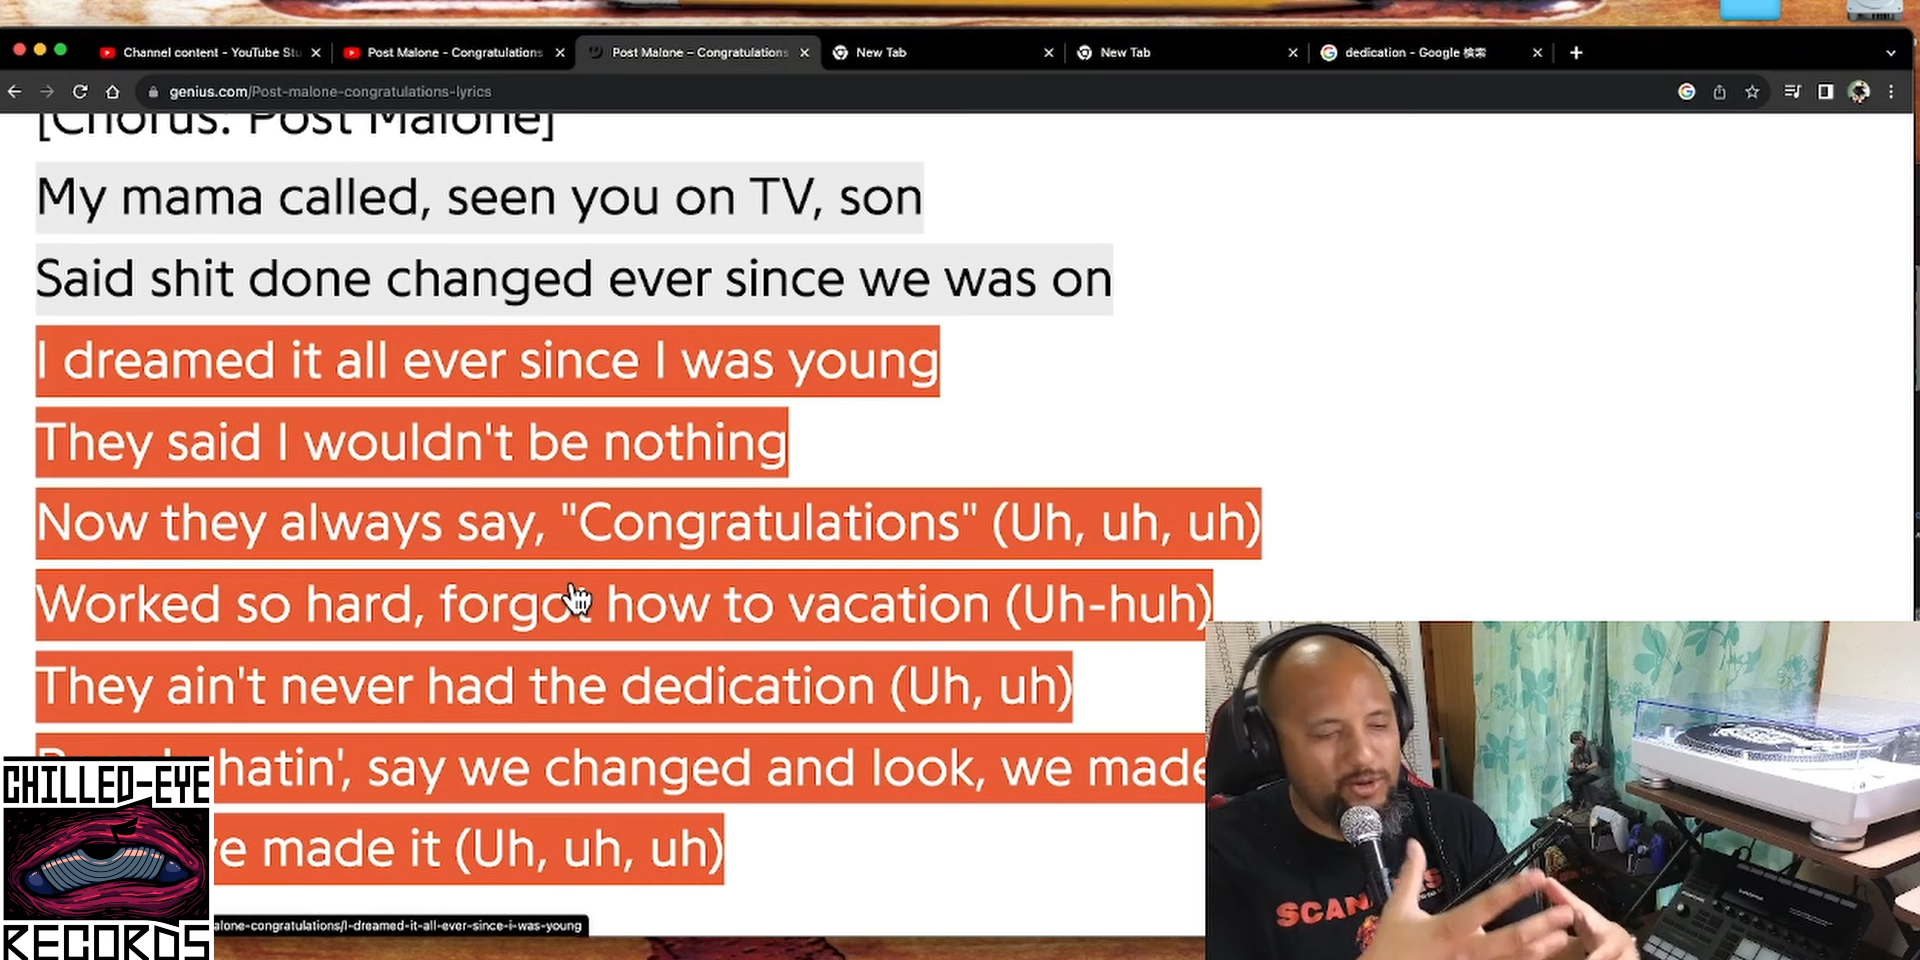 Channel content - YouTube Stu
Post Malone - Congratulations
Post Malone – Congratulations
New Tab
New Tab
dedication - Google 検索
genius.com/Post-malone-congratulations-lyrics
[Chorus: Post Malone]
My mama called, seen you on TV, son
Said shit done changed ever since we was on
I dreamed it all ever since I was young
They said I wouldn't be nothing
Now they always say, "Congratulations" (Uh, uh, uh)
Worked so hard, forgot how to vacation (Uh-huh)
They ain't never had the dedication (Uh, uh)
hatin', say we changed and look, we made
made it (Uh, uh, uh)
alone-congratulations/I-dreamed-it-all-ever-since-i-was-young
CHILLED-EYE
RECORDS